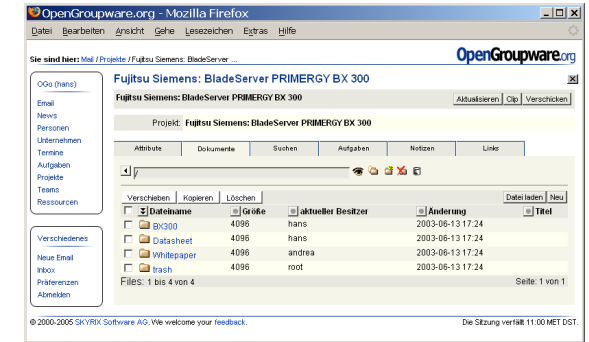 OpenGroupware.org - Mozilla Firefox
Datei Bearbeiten Ansicht Gehe Lesezeichen Extras Hilfe
Sie sind hier: Mail / Projekte / Fujitsu Siemens: BladeServer ...
OpenGroupware.org
OGo (hans)
Email
News
Personen
Unternehmen
Termine
Aufgaben
Projekte
Teams
Ressourcen
Verschiedenes
Neue Email
Inbox
Präferenzen
Abmelden
Fujitsu Siemens: BladeServer PRIMERGY BX 300
Fujitsu Siemens: BladeServer PRIMERGY BX 300
Aktualisieren Clip Verschicken
Projekt: Fujitsu Siemens: BladeServer PRIMERGY BX 300
Attribute Dokumente Suchen Aufgaben Notizen Links
/
Verschieben Kopieren Löschen Datei laden Neu
Dateiname Größe aktueller Besitzer Änderung Titel
BX300 4096 hans 2003-06-13 17:24
Datasheet 4096 hans 2003-06-13 17:24
Whitepaper 4096 andrea 2003-06-13 17:24
trash 4096 root 2003-06-13 17:24
Files: 1 bis 4 von 4 Seite: 1 von 1
© 2000-2005 SKYRIX Software AG. We welcome your feedback. Die Sitzung verfällt 11:00 MET DST.